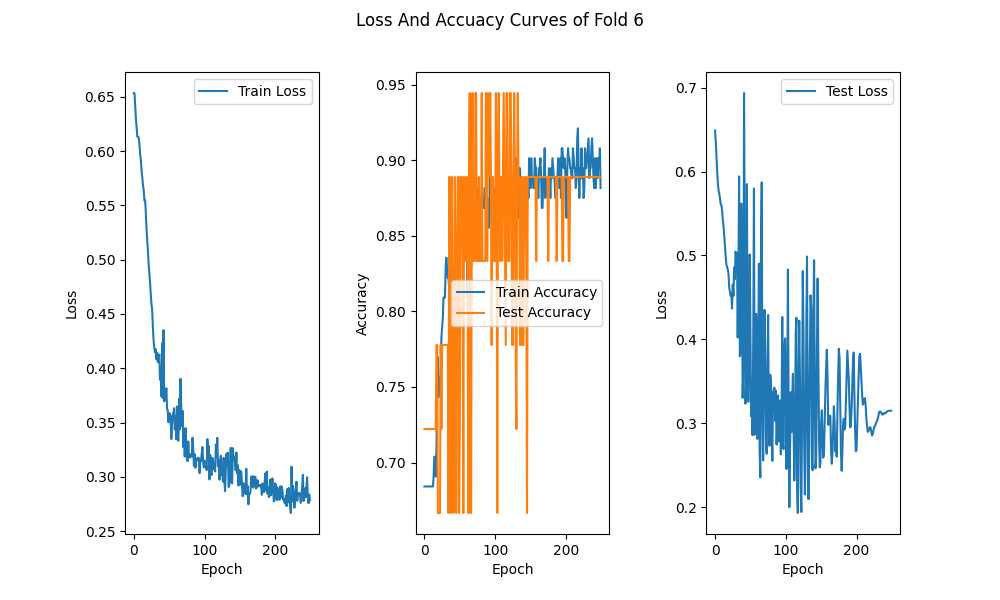 Loss And Accuacy Curves of Fold 6
Train Loss
0.65
0.60
0.55
0.50
0.45
0.40
0.35
0.30
0.25
Loss
0
100
200
Epoch
0.95
0.90
0.85
0.80
0.75
0.70
Accuracy
Train Accuracy
Test Accuracy
0
100
200
Epoch
Test Loss
0.7
0.6
0.5
0.4
0.3
0.2
Loss
0
100
200
Epoch